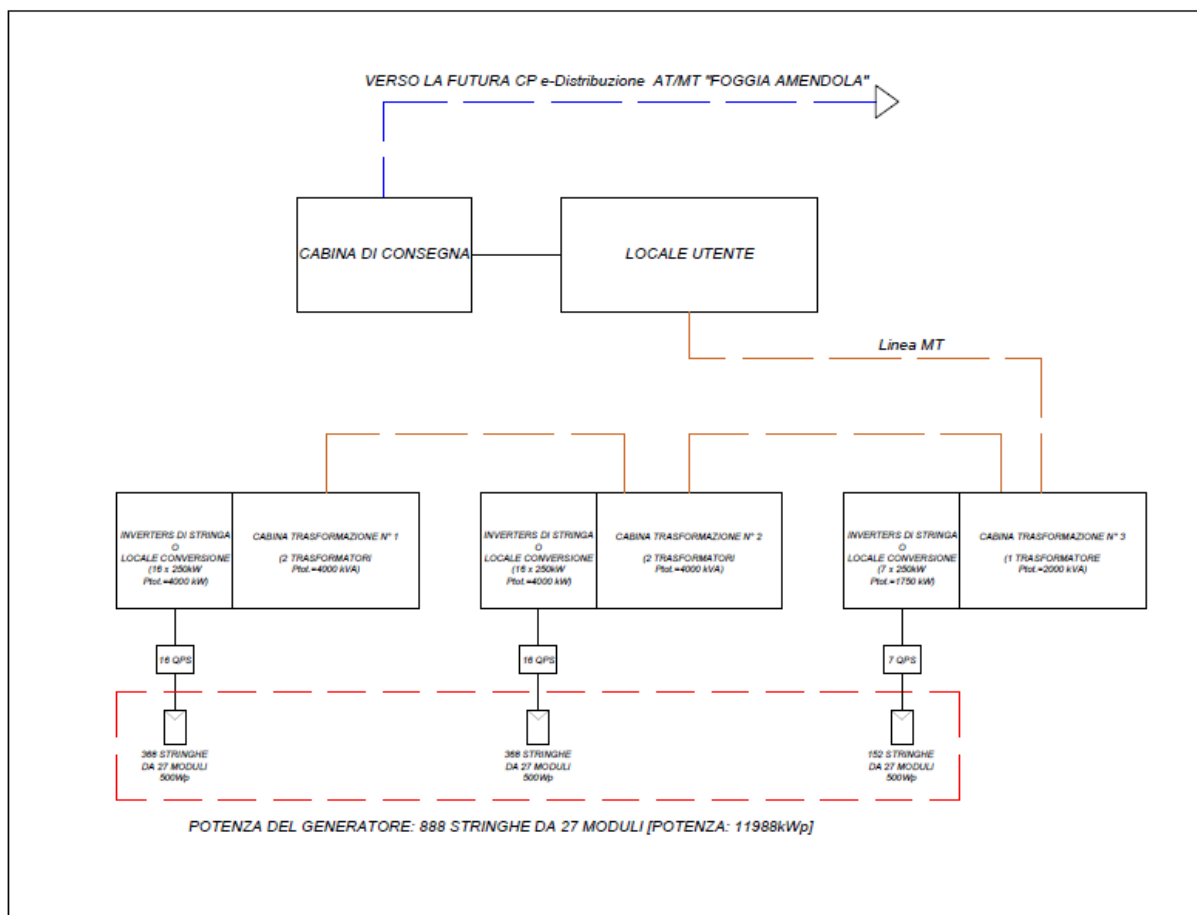 VERSO LA FUTURA CP e-Distribuzione AT/MT "FOGGIA AMENDOLA"
CABINA DI CONSEGNA
LOCALE UTENTE
Linea MT
INVERTERS DI STRINGA
O
LOCALE CONVERSIONE
(16 x 250kW
Ptot.=4000 kW)
CABINA TRASFORMAZIONE N° 1
(2 TRASFORMATORI
Ptot.=4000 kVA)
INVERTERS DI STRINGA
O
LOCALE CONVERSIONE
(16 x 250kW
Ptot.=4000 kW)
CABINA TRASFORMAZIONE N° 2
(2 TRASFORMATORI
Ptot.=4000 kVA)
INVERTERS DI STRINGA
O
LOCALE CONVERSIONE
(7 x 250kW
Ptot.=1750 kW)
CABINA TRASFORMAZIONE N° 3
(1 TRASFORMATORE
Ptot.=2000 kVA)
16 QPS
16 QPS
7 QPS
368 STRINGHE
DA 27 MODULI
500Wp
368 STRINGHE
DA 27 MODULI
500Wp
152 STRINGHE
DA 27 MODULI
500Wp
POTENZA DEL GENERATORE: 888 STRINGHE DA 27 MODULI [POTENZA: 11988kWp]